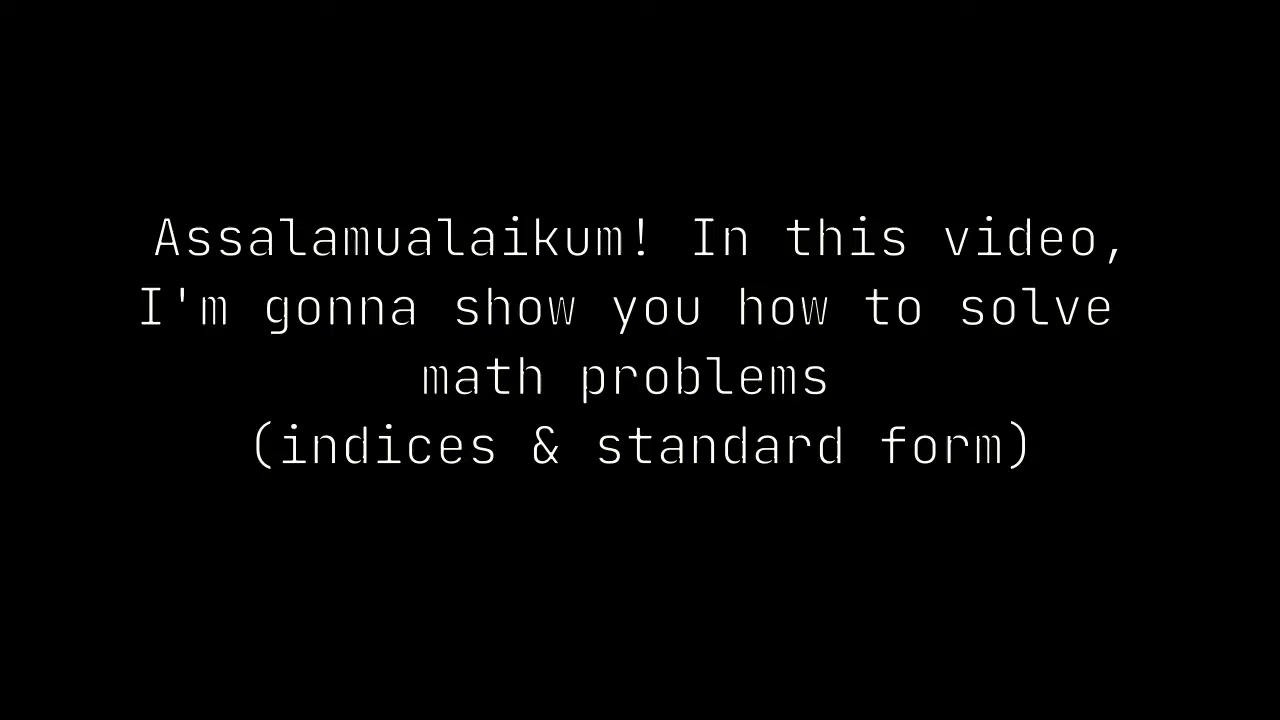 Assalamualaikum! In this video,
I'm gonna show you how to solve
math problems
(indices & standard form)